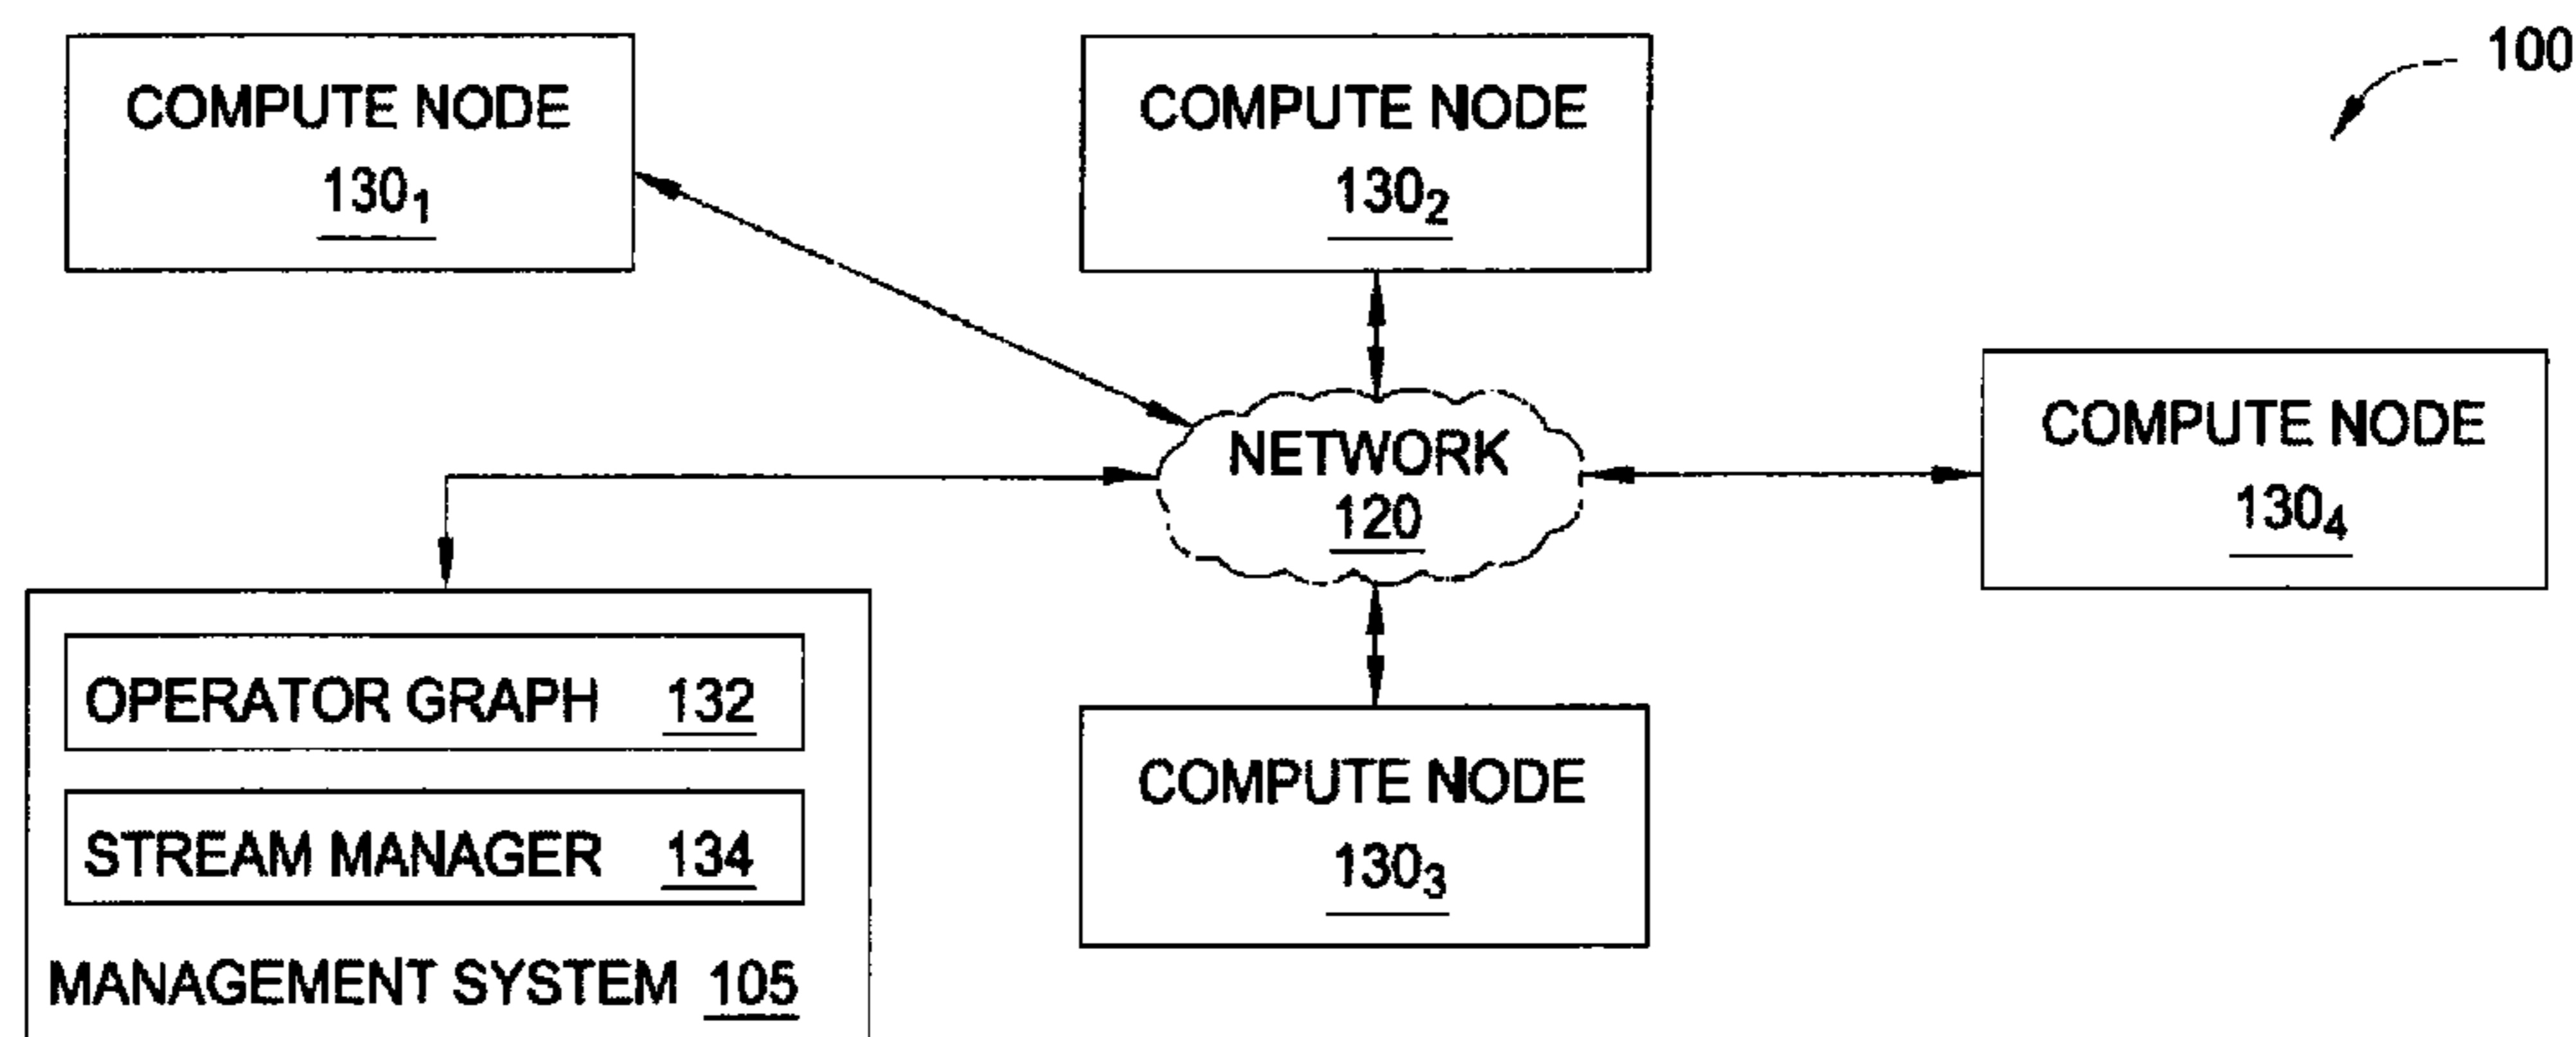 100
COMPUTE NODE
130₁
COMPUTE NODE
130₂
COMPUTE NODE
130₄
NETWORK
120
OPERATOR GRAPH 132
STREAM MANAGER 134
MANAGEMENT SYSTEM 105
COMPUTE NODE
130₃